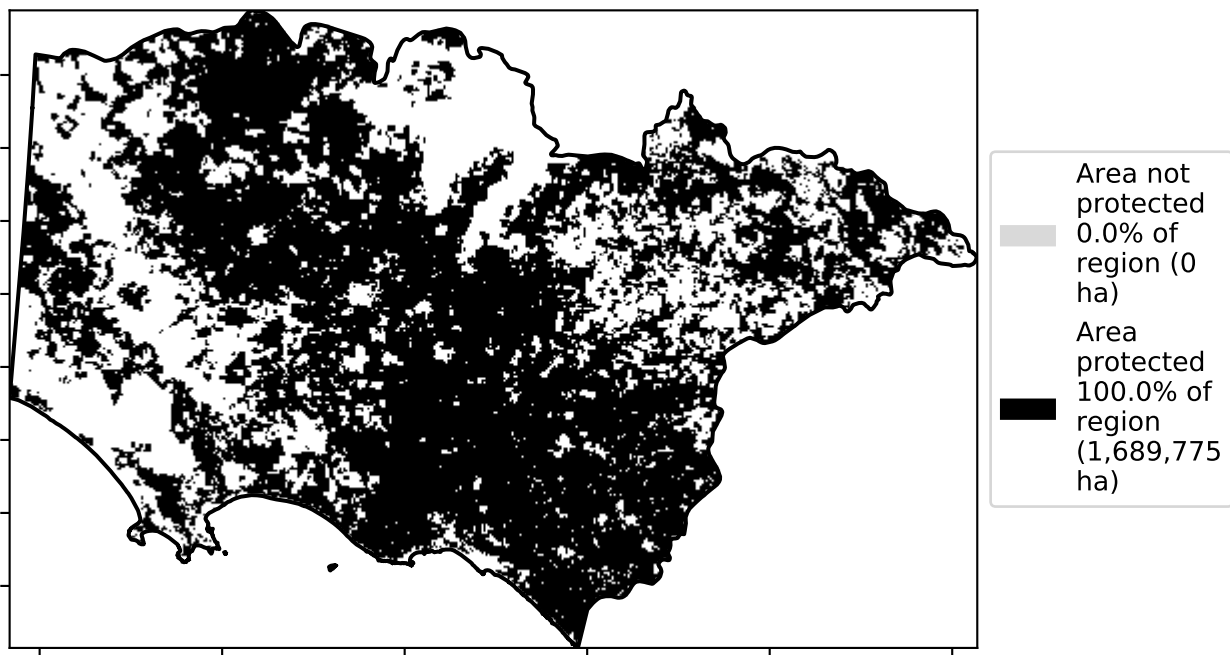 Area not
protected
0.0% of
region (0
ha)
Area
protected
100.0% of
region
(1,689,775
ha)